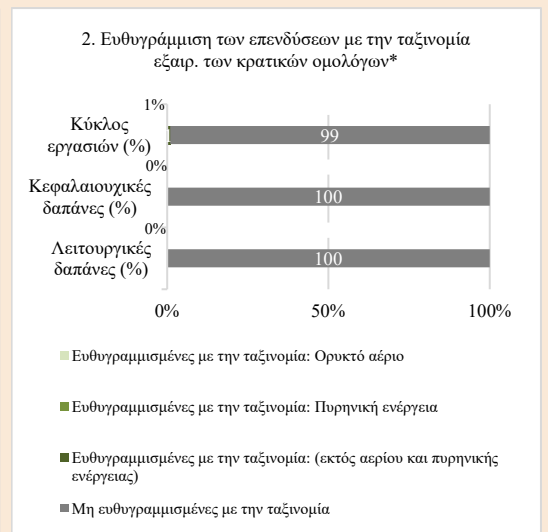 2. Ευθυγράμμιση των επενδύσεων με την ταξινομία
εξαιρ. των κρατικών ομολόγων*
1%
Κύκλος
εργασιών (%)
99
0%
Κεφαλαιουχικές
δαπάνες (%)
100
0%
Λειτουργικές
δαπάνες (%)
100
0%
50%
100%
Ευθυγραμμισμένες με την ταξινομία: Ορυκτό αέριο
Ευθυγραμμισμένες με την ταξινομία: Πυρηνική ενέργεια
Ευθυγραμμισμένες με την ταξινομία: (εκτός αερίου και πυρηνικής
ενέργειας)
Μη ευθυγραμμισμένες με την ταξινομία